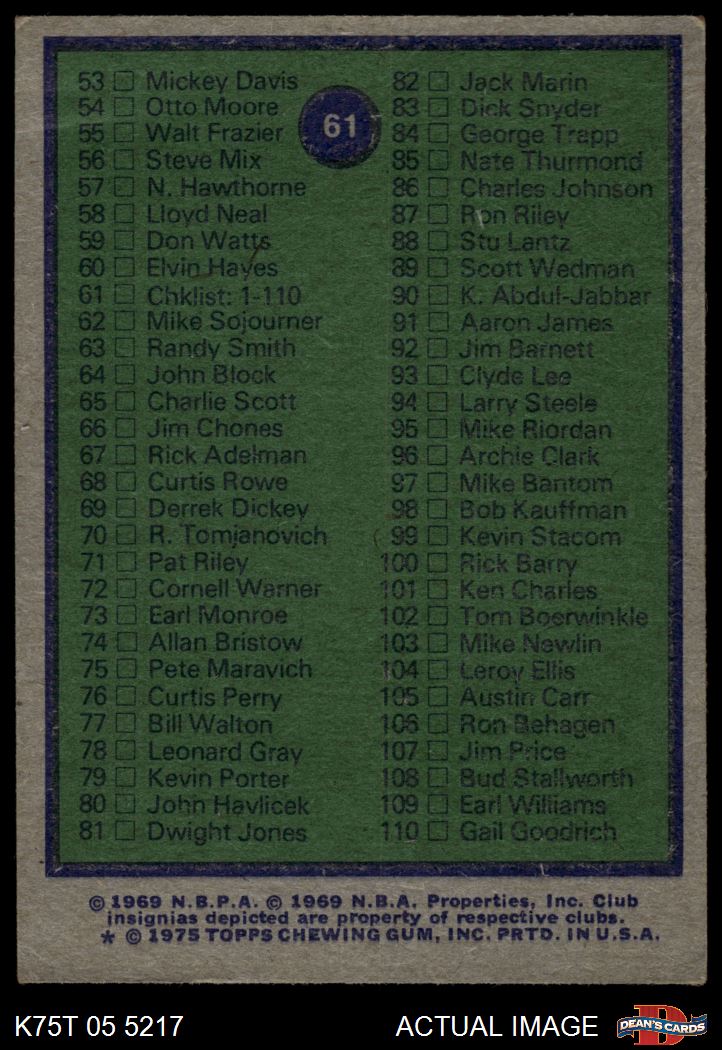 61
53 Mickey Davis
54 Otto Moore
55 Walt Frazier
56 Steve Mix
57 N. Hawthorne
58 Lloyd Neal
59 Don Watts
60 Elvin Hayes
61 Chklist: 1-110
62 Mike Sojourner
63 Randy Smith
64 John Block
65 Charlie Scott
66 Jim Chones
67 Rick Adelman
68 Curtis Rowe
69 Derrek Dickey
70 R. Tomjanovich
71 Pat Riley
72 Cornell Warner
73 Earl Monroe
74 Allan Bristow
75 Pete Maravich
76 Curtis Perry
77 Bill Walton
78 Leonard Gray
79 Kevin Porter
80 John Havlicek
81 Dwight Jones
82 Jack Marin
83 Dick Snyder
84 George Trapp
85 Nate Thurmond
86 Charles Johnson
87 Ron Riley
88 Stu Lantz
89 Scott Wedman
90 K. Abdul-Jabbar
91 Aaron James
92 Jim Barnett
93 Clyde Lee
94 Larry Steele
95 Mike Riordan
96 Archie Clark
97 Mike Bantom
98 Bob Kauffman
99 Kevin Stacom
100 Rick Barry
101 Ken Charles
102 Tom Boerwinkle
103 Mike Newlin
104 Leroy Ellis
105 Austin Carr
106 Ron Behagen
107 Jim Price
108 Bud Stallworth
109 Earl Williams
110 Gail Goodrich
© 1969 N.B.P.A. © 1969 N.B.A. Properties, Inc. Club
insignias depicted are property of respective clubs.
* © 1975 TOPPS CHEWING GUM, INC. PRTD. IN U.S.A.
K75T 05 5217 ACTUAL IMAGE
D
DEAN'S CARDS